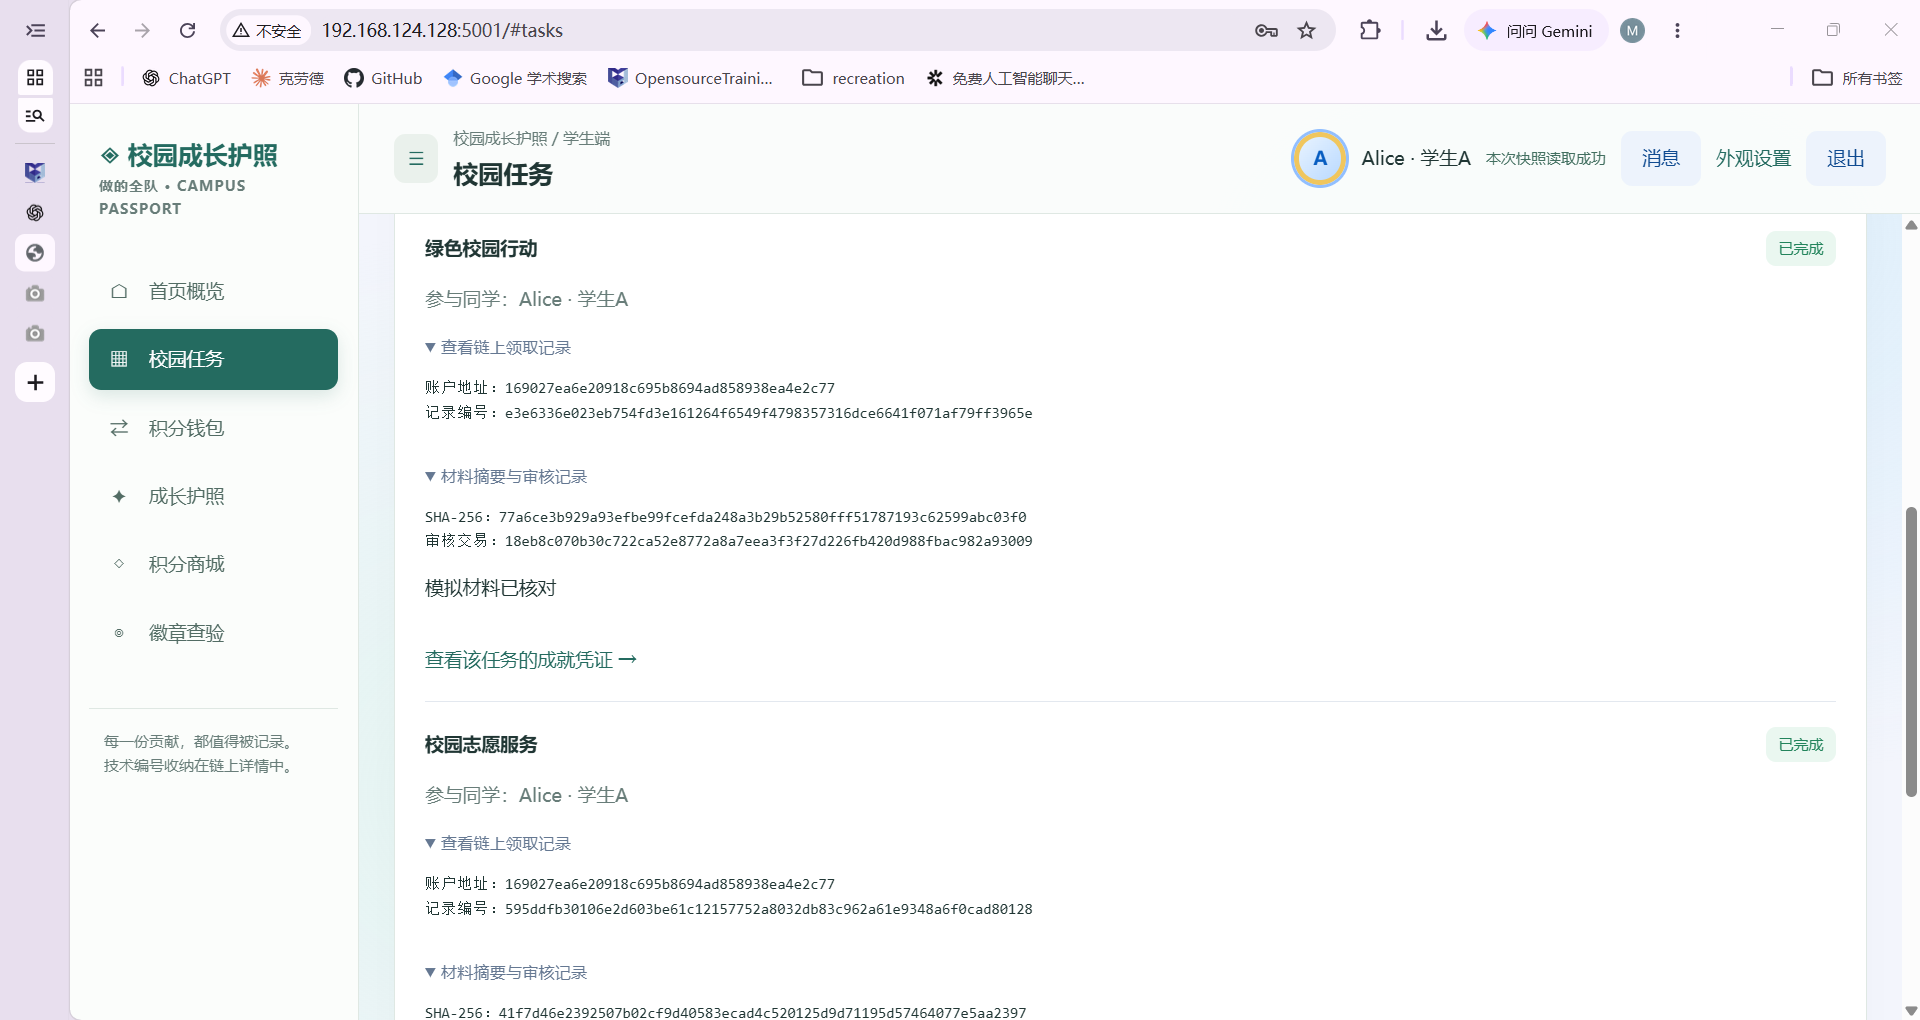 不安全
192.168.124.128:5001/#tasks
问问 Gemini
M
ChatGPT
克劳德
GitHub
Google 学术搜索
OpensourceTraini...
recreation
免费人工智能聊天...
所有书签
校园成长护照
做的全队 • CAMPUS
PASSPORT
首页概览
校园任务
积分钱包
成长护照
积分商城
徽章查验
每一份贡献，都值得被记录。
技术编号收纳在链上详情中。
校园成长护照 / 学生端
校园任务
A
Alice · 学生A
本次快照读取成功
消息
外观设置
退出
绿色校园行动
已完成
参与同学：Alice · 学生A
▼ 查看链上领取记录
账户地址：169027ea6e20918c695b8694ad858938ea4e2c77
记录编号：e3e6336e023eb754fd3e161264f6549f4798357316dce6641f071af79ff3965e
▼ 材料摘要与审核记录
SHA-256：77a6ce3b929a93efbe99fcefda248a3b29b52580fff51787193c62599abc03f0
审核交易：18eb8c070b30c722ca52e8772a8a7eea3f3f27d226fb420d988fbac982a93009
模拟材料已核对
查看该任务的成就凭证 →
校园志愿服务
已完成
参与同学：Alice · 学生A
▼ 查看链上领取记录
账户地址：169027ea6e20918c695b8694ad858938ea4e2c77
记录编号：595ddfb30106e2d603be61c12157752a8032db83c962a61e9348a6f0cad80128
▼ 材料摘要与审核记录
SHA-256：41f7d46e2392507b02cf9d40583ecad4c520125d9d71195d57464077e5aa2397